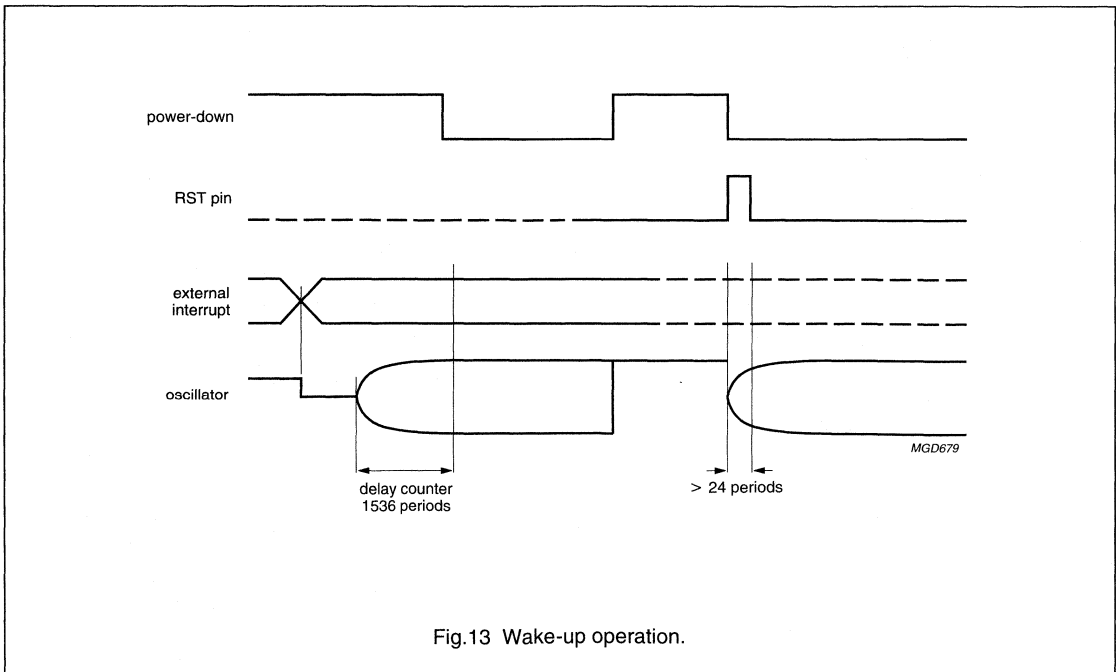 power-down
RST pin
external
interrupt
oscillator
MGD679
delay counter
1536 periods
> 24 periods
Fig.13 Wake-up operation.